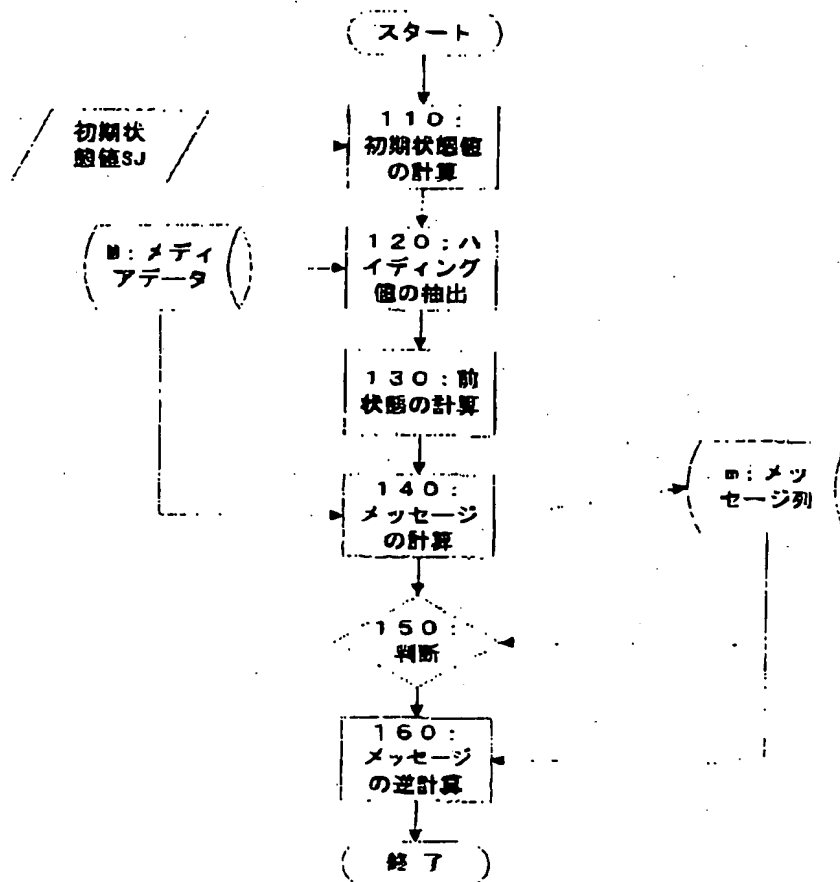 スタート
初期状
態値SJ
110:
初期状態値
の計算
M:メディ
アデータ
120:ハ
イディング
値の抽出
130:前
状態の計算
140:
メッセージ
の計算
m:メッ
セージ列
150:
判断
160:
メッセージ
の逆計算
終了